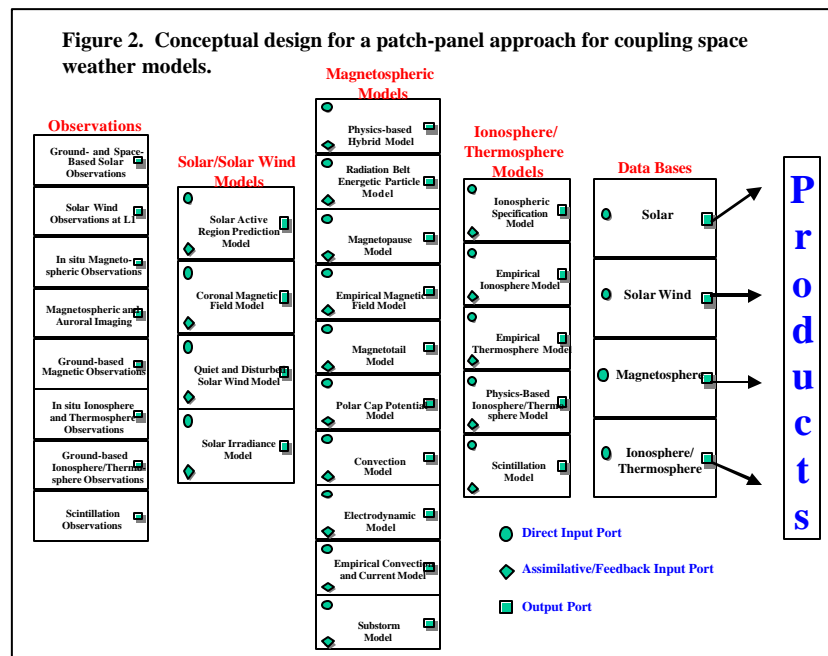 Figure 2. Conceptual design for a patch-panel approach for coupling space
weather models.
Observations
Ground- and Space-
Based Solar
Observations
Solar Wind
Observations at L1
In situ Magneto-
spheric Observations
Magnetospheric and
Auroral Imaging
Ground-based
Magnetic Observations
In situ Ionosphere
and Thermosphere
Observations
Ground-based
Ionosphere/Thermo-
sphere Observations
Scintillation
Observations
Solar/Solar Wind
Models
Solar Active
Region Prediction
Model
Coronal Magnetic
Field Model
Quiet and Disturbed
Solar Wind Model
Solar Irradiance
Model
Magnetospheric
Models
Physics-based
Hybrid Model
Radiation Belt
Energetic Particle
Model
Magnetopause
Model
Empirical Magnetic
Field Model
Magnetotail
Model
Polar Cap Potential
Model
Convection
Model
Electrodynamic
Model
Empirical Convection
and Current Model
Substorm
Model
Ionosphere/
Thermosphere
Models
Ionospheric
Specification
Model
Empirical
Ionosphere Model
Empirical
Thermosphere Model
Physics-Based
Ionosphere/Thermo
sphere Model
Scintillation
Model
Data Bases
Solar
Solar Wind
Magnetosphere
Ionosphere/
Thermosphere
Products
Direct Input Port
Assimilative/Feedback Input Port
Output Port